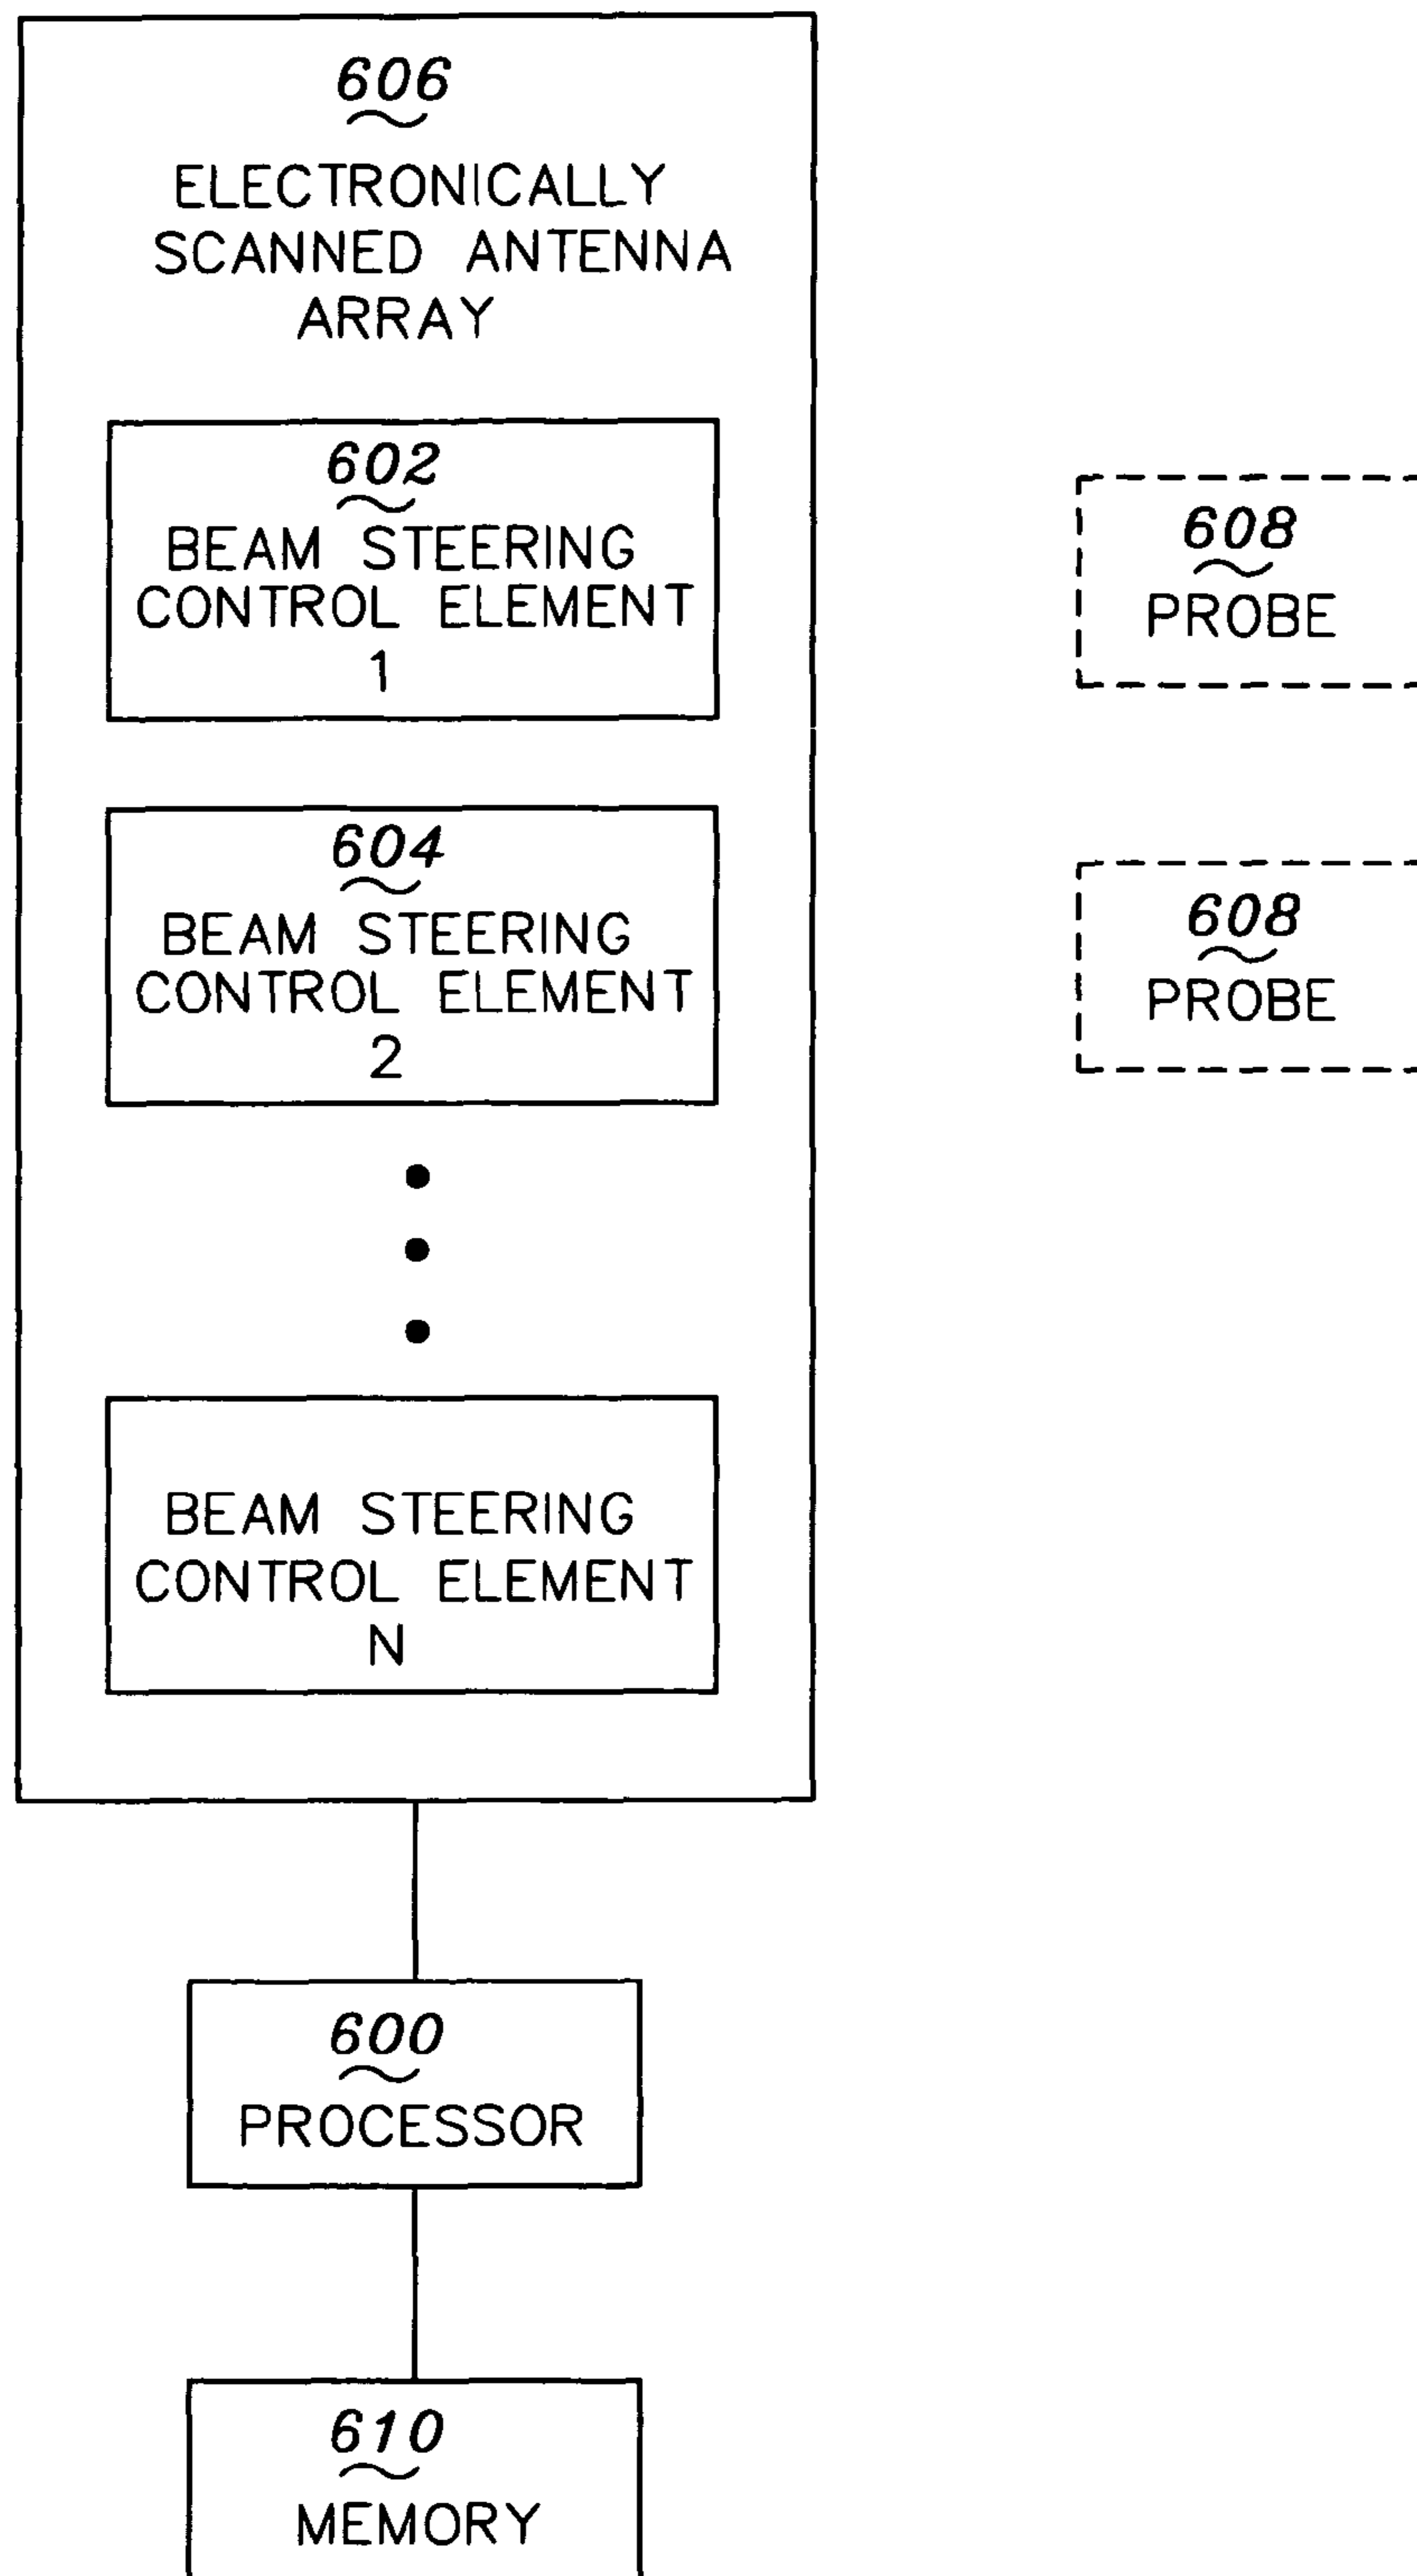 606
ELECTRONICALLY
SCANNED ANTENNA
ARRAY
602
BEAM STEERING
CONTROL ELEMENT
1
608
PROBE
604
BEAM STEERING
CONTROL ELEMENT
2
608
PROBE
BEAM STEERING
CONTROL ELEMENT
N
600
PROCESSOR
610
MEMORY